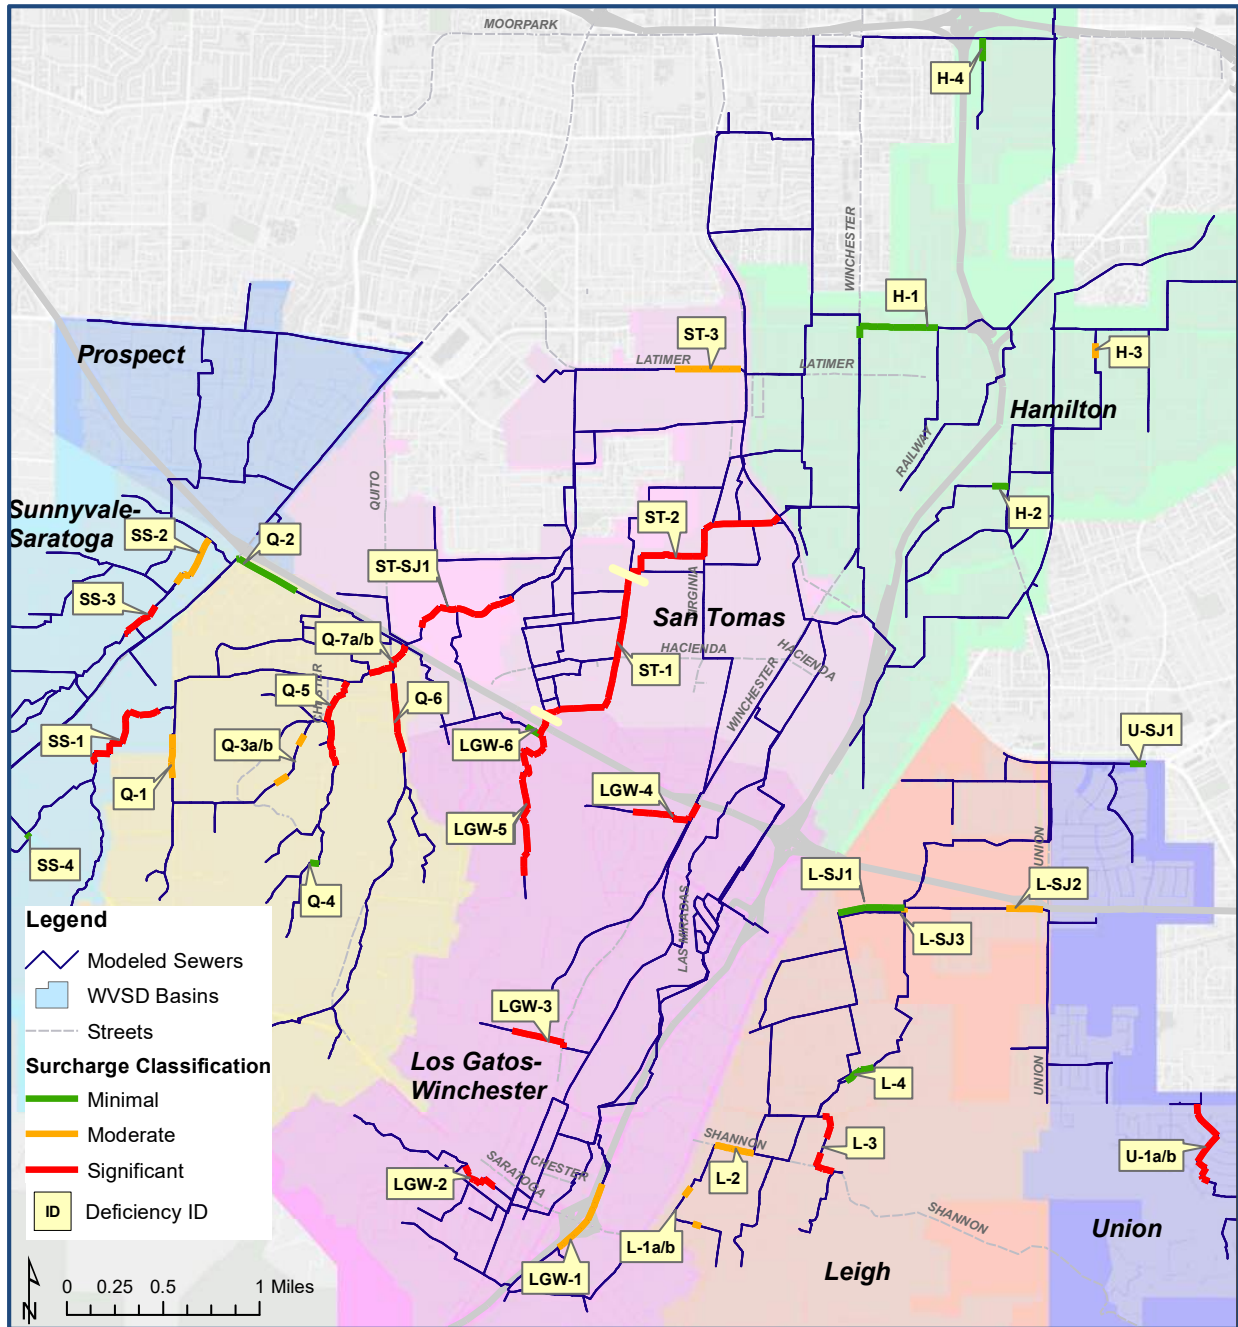 MOORPARK
H-4
WINCHESTER
H-1
ST-3
LATIMER
LATIMER
H-3
Prospect
Hamilton
RAILWAY
QUITO
Sunnyvale-
Saratoga
SS-2
Q-2
ST-2
H-2
ST-SJ1
SS-3
VIRGINIA
San Tomas
Q-7a/b
HACIENDA
HACIENDA
ST-1
WINCHESTER
CHESTER
Q-5
Q-6
SS-1
Q-3a/b
LGW-6
U-SJ1
Q-1
LGW-4
LGW-5
UNION
SS-4
L-SJ1
L-SJ2
Q-4
LAS MIRADAS
L-SJ3
Legend
Modeled Sewers
WVSD Basins
Streets
Surcharge Classification
Minimal
Moderate
Significant
ID
Deficiency ID
LGW-3
Los Gatos-
Winchester
UNION
L-4
SHANNON
L-3
U-1a/b
L-2
CHESTER
SARATOGA
LGW-2
SHANNON
Union
L-1a/b
Leigh
LGW-1
N
0 0.25 0.5 1 Miles